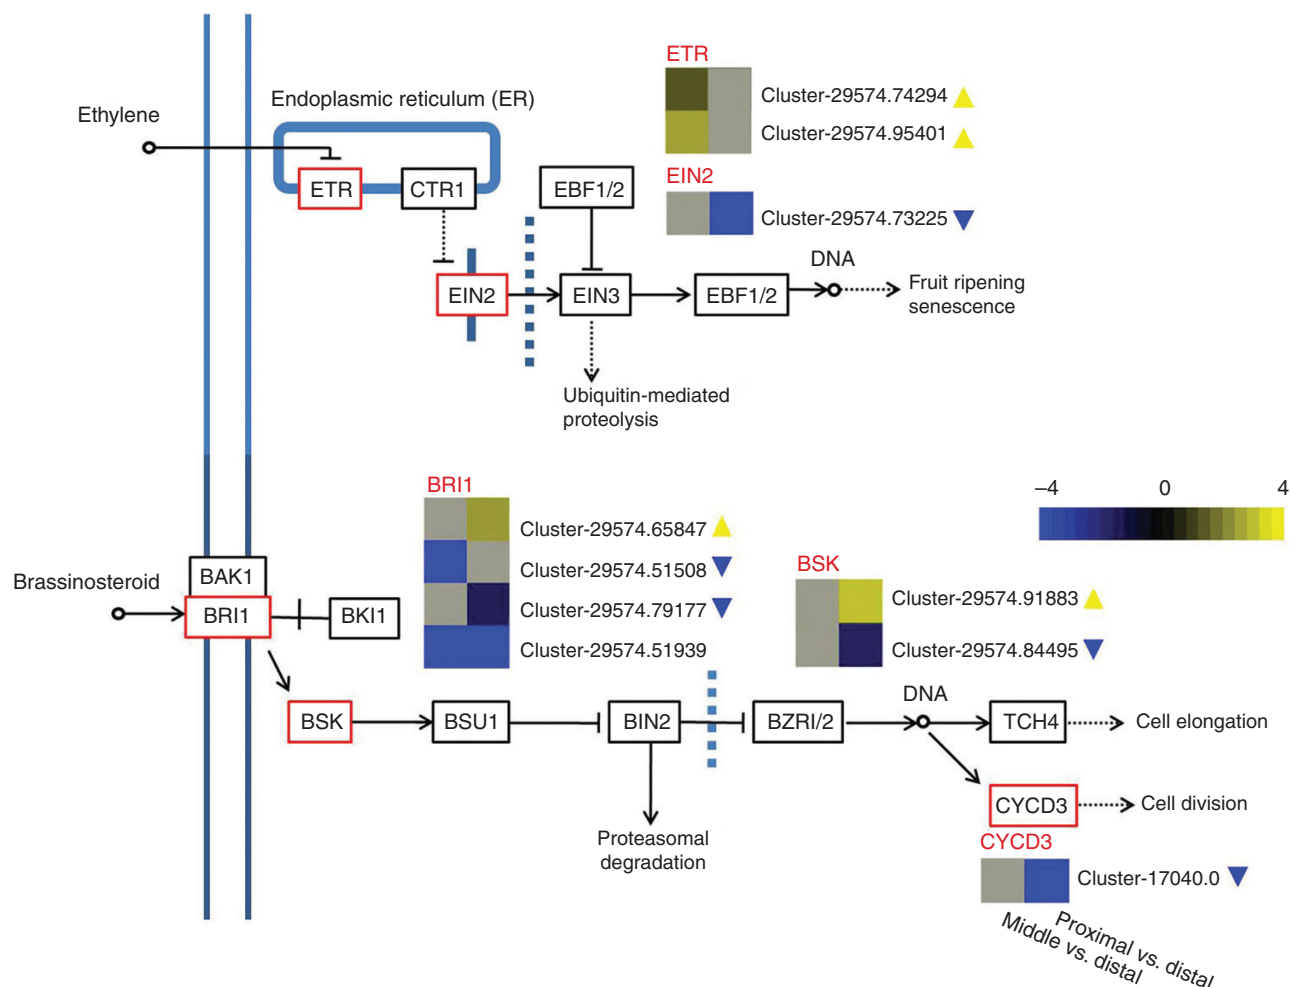 ETR
Cluster-29574.74294
Cluster-29574.95401
Ethylene
Endoplasmic reticulum (ER)
ETR
CTR1
EBF1/2
EIN2
Cluster-29574.73225
DNA
EIN2
EIN3
EBF1/2
Fruit ripening
senescence
Ubiquitin-mediated
proteolysis
BRI1
Cluster-29574.65847
Cluster-29574.51508
Cluster-29574.79177
Cluster-29574.51939
–4
0
4
BSK
Cluster-29574.91883
Cluster-29574.84495
Brassinosteroid
BAK1
BRI1
BKI1
DNA
BSK
BSU1
BIN2
BZRI/2
TCH4
Cell elongation
CYCD3
Cell division
Proteasomal
degradation
CYCD3
Cluster-17040.0
Proximal vs. distal
Middle vs. distal